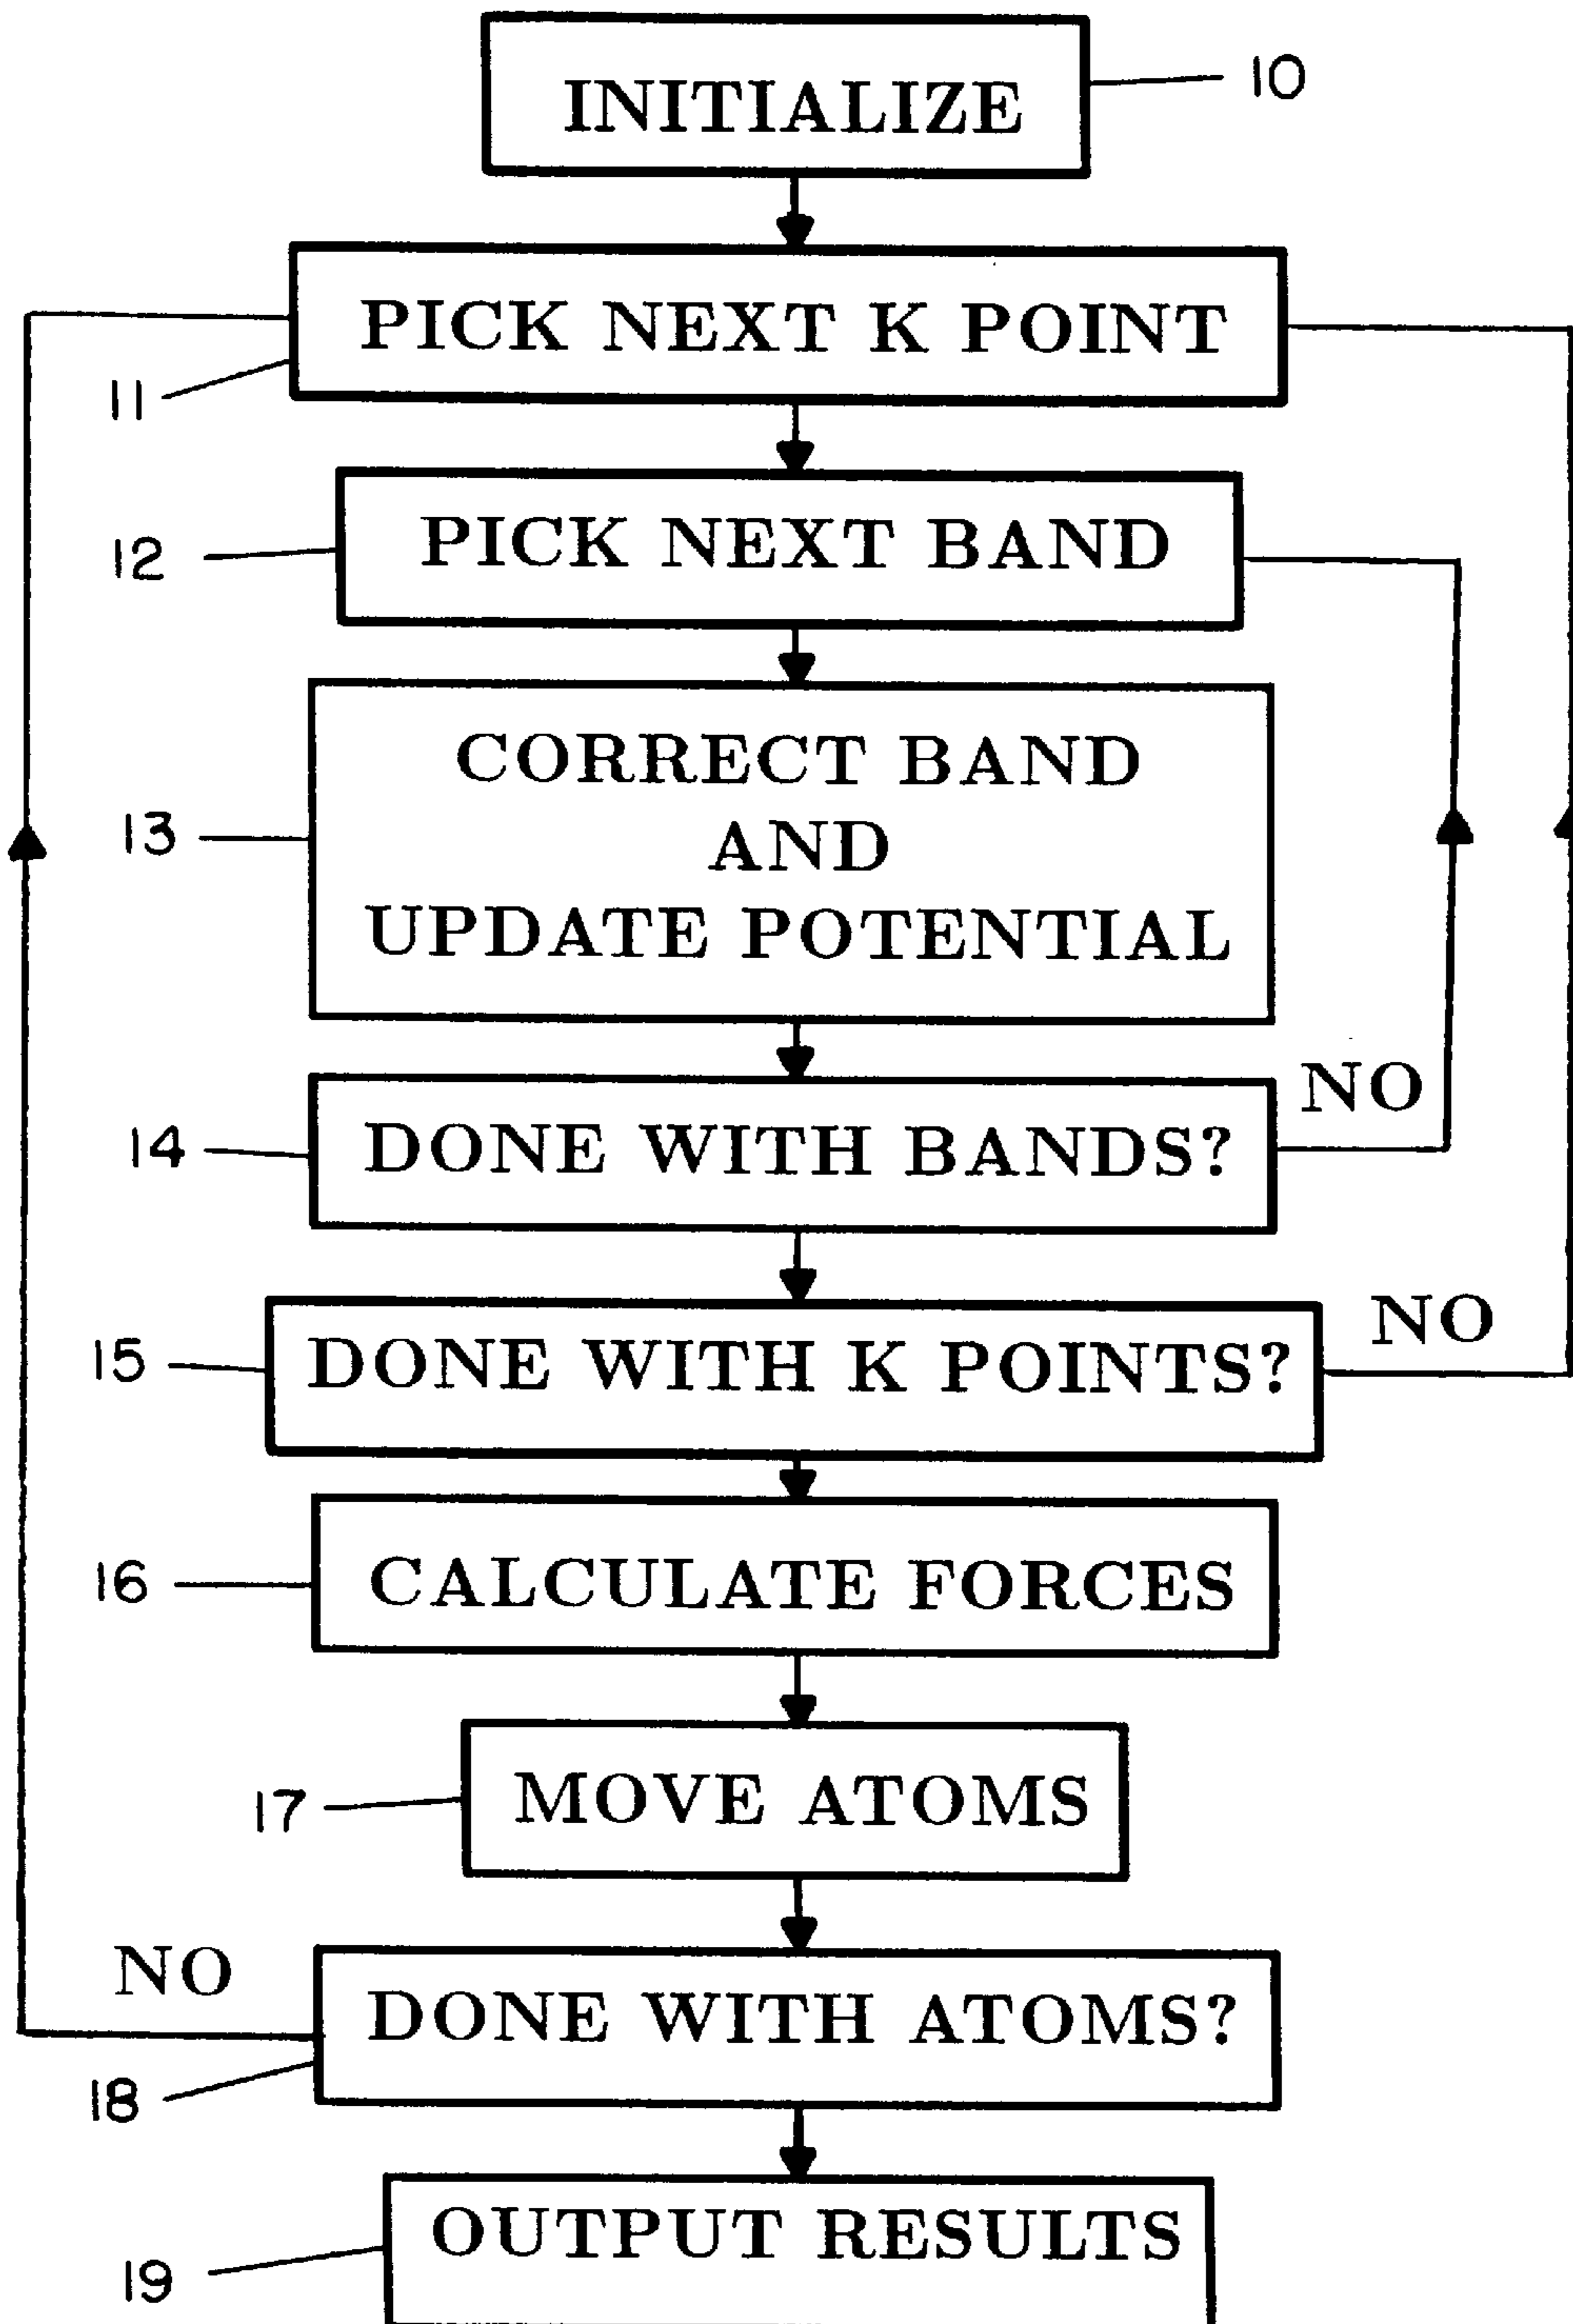 INITIALIZE
10
PICK NEXT K POINT
11
PICK NEXT BAND
12
CORRECT BAND
AND
UPDATE POTENTIAL
13
NO
DONE WITH BANDS?
14
NO
DONE WITH K POINTS?
15
CALCULATE FORCES
16
MOVE ATOMS
17
NO
DONE WITH ATOMS?
18
OUTPUT RESULTS
19